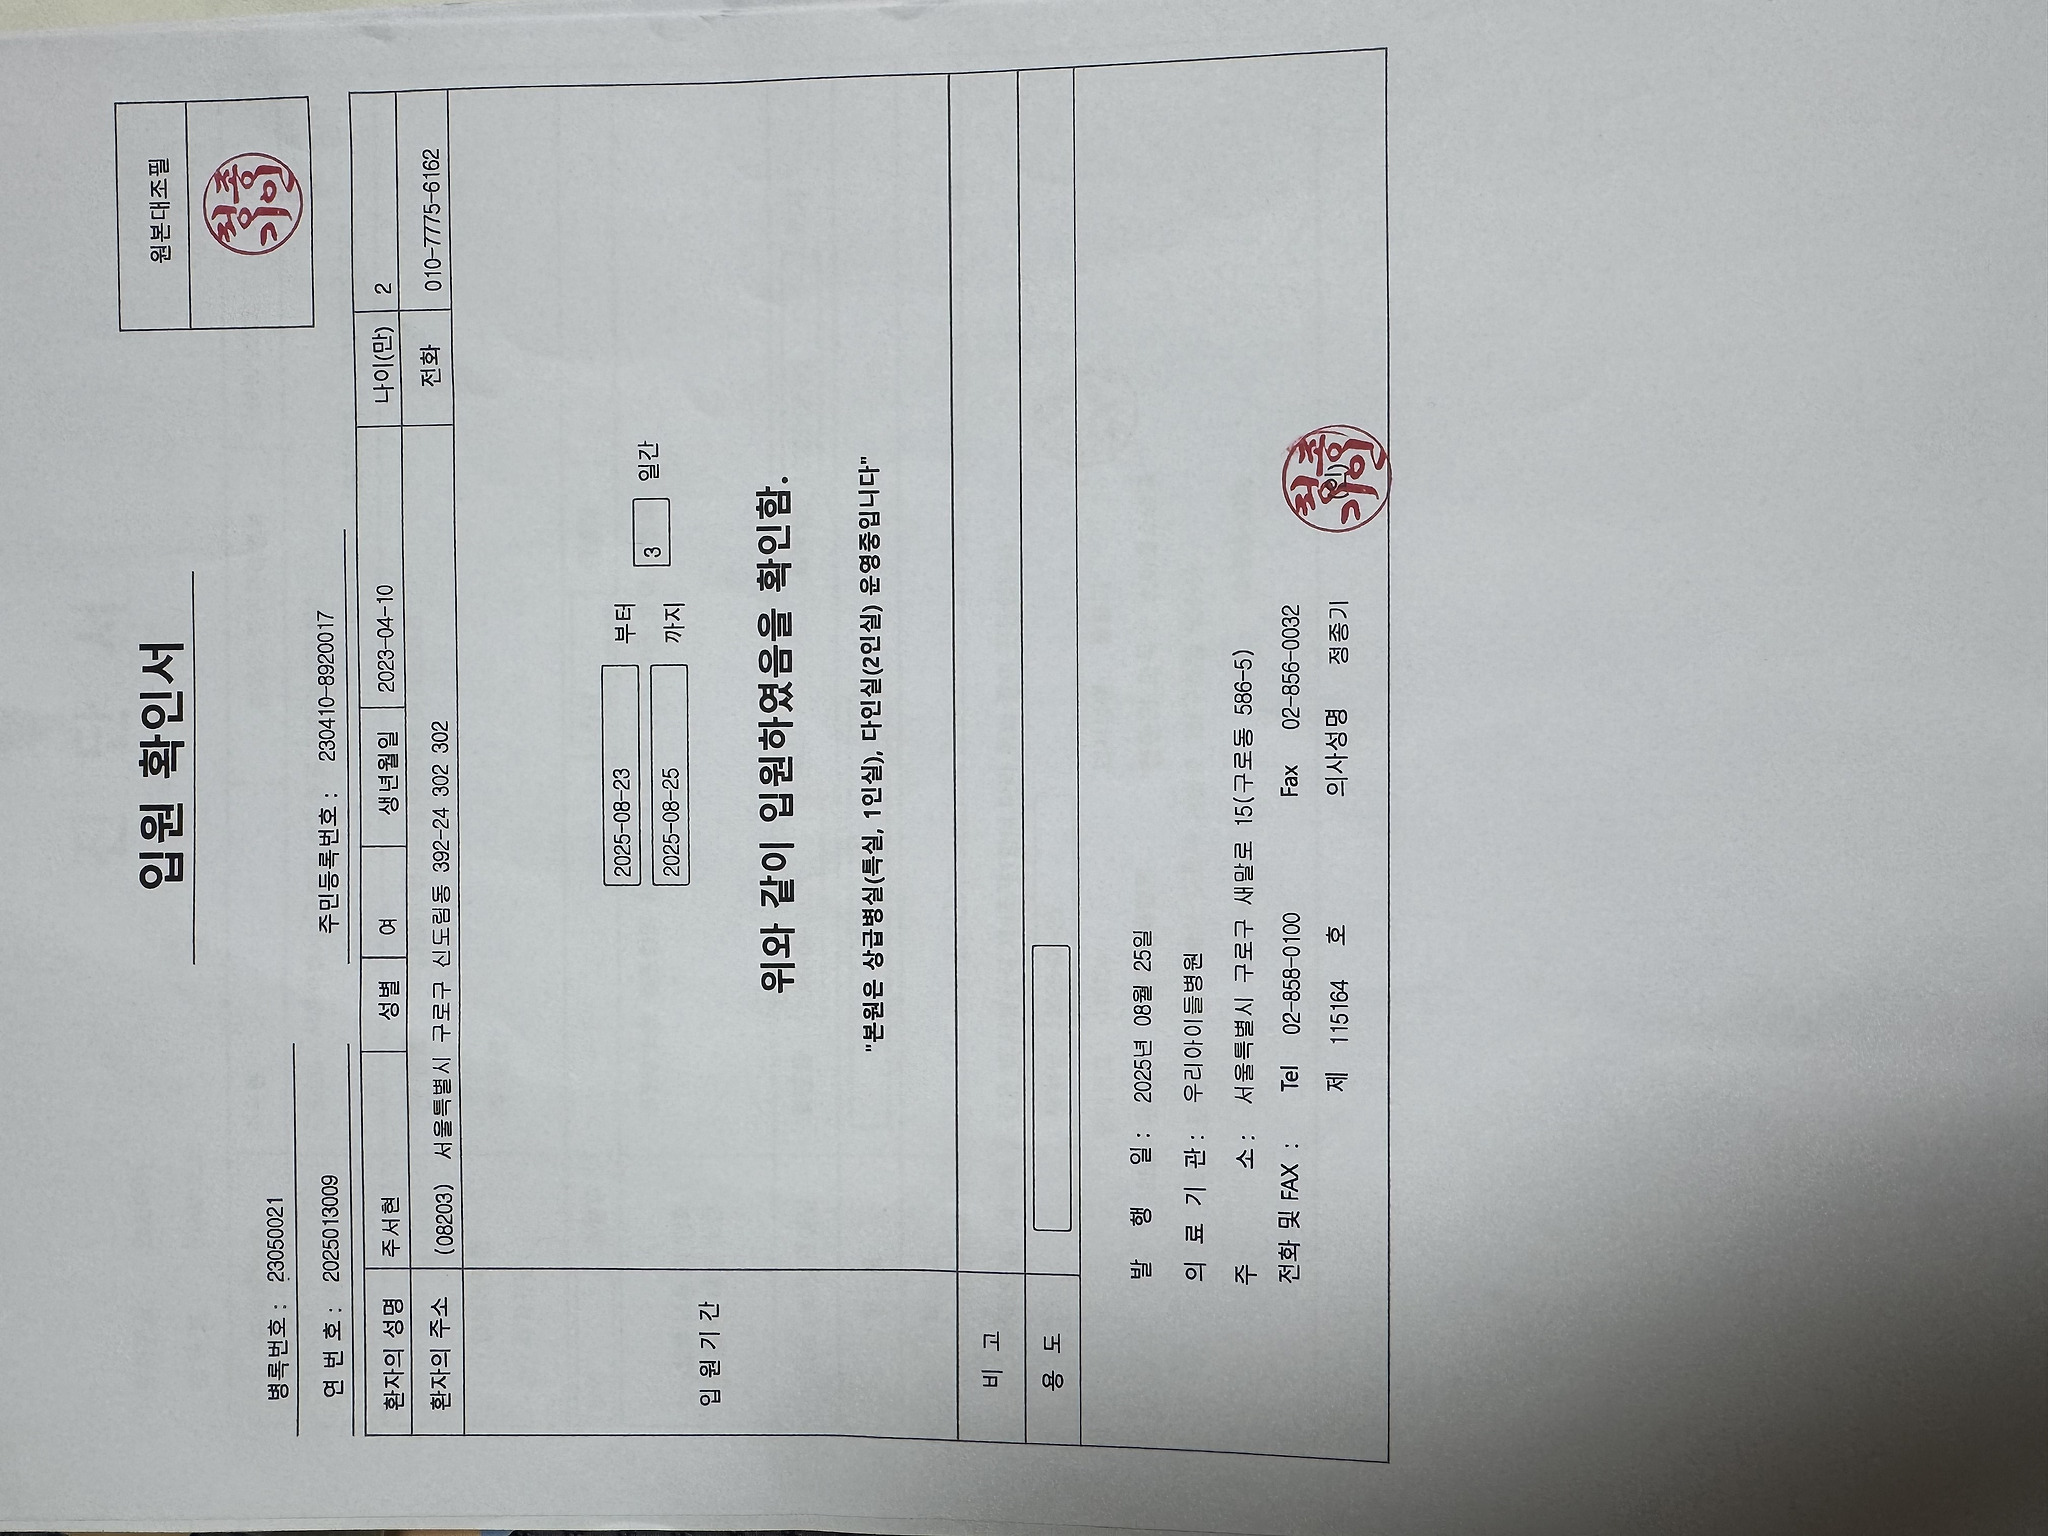 입원 확인서
원본대조필
정종기인
병록번호 : 23050021
연 번 호 : 2025013009
주민등록번호 : 230410-8920017
환자의 성명 주서현 성별 여 생년월일 2023-04-10 나이(만) 2
환자의 주소 (08203) 서울특별시 구로구 신도림동 392-24 302 302 전화 010-7775-6162
입 원 기 간
2025-08-23 부터
3 일간
2025-08-25 까지
위와 같이 입원하였음을 확인함.
"본원은 상급병실(특실, 1인실), 다인실(2인실) 운영중입니다"
비 고
용 도
발 행 일 : 2025년 08월 25일
의 료 기 관 : 우리아이들병원
주 소 : 서울특별시 구로구 새말로 15(구로동 586-5)
전화 및 FAX : Tel 02-858-0100 Fax 02-856-0032
제 115164 호 의사성명 정종기 (인)
정종기인